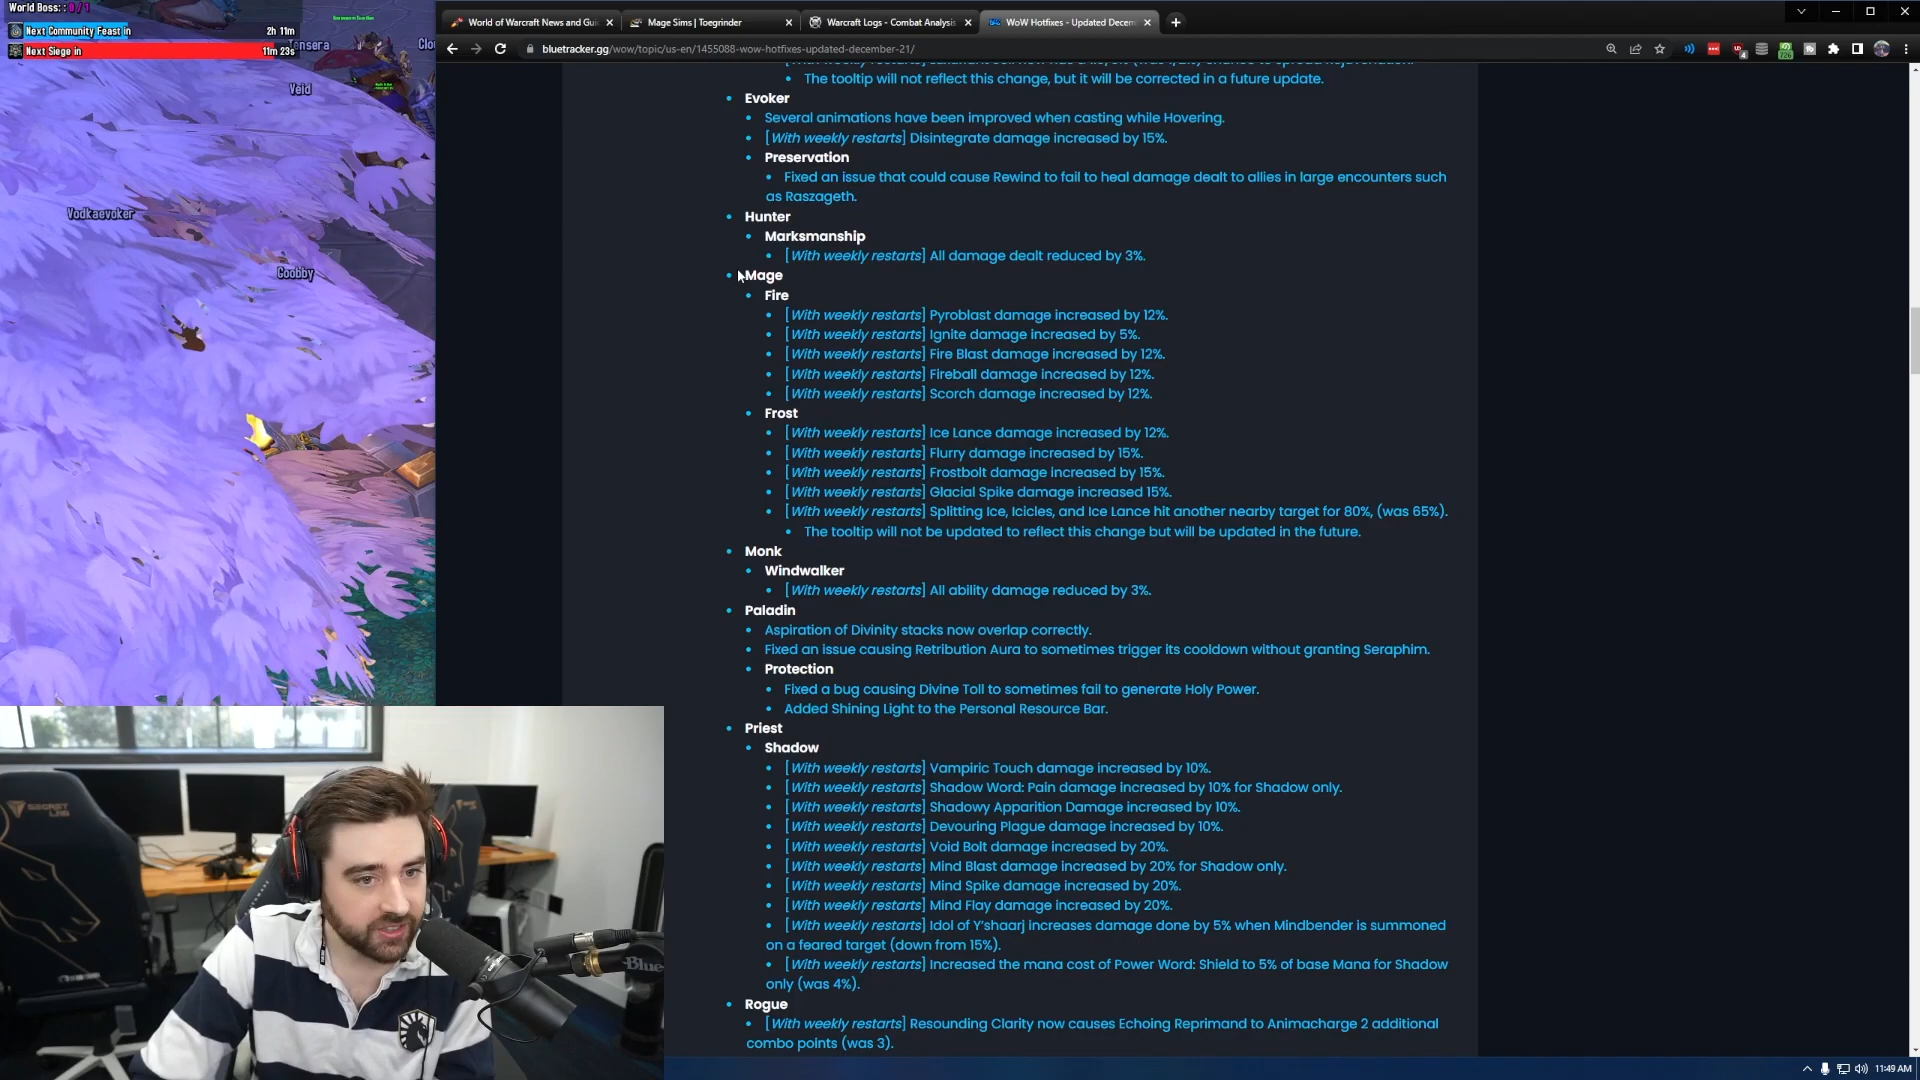 World Boss: : 0 / 1
Next Community Feast in 2h 11m
Next Siege in 11m 23s
ensera
Clo
Veid
Vodkaevoker
Coobby
World of Warcraft News and Gui
Mage Sims | Toegrinder
Warcraft Logs - Combat Analysis
WoW Hotfixes - Updated Decem
bluetracker.gg/wow/topic/us-en/1455088-wow-hotfixes-updated-december-21/
The tooltip will not reflect this change, but it will be corrected in a future update.
Evoker
Several animations have been improved when casting while Hovering.
[With weekly restarts] Disintegrate damage increased by 15%.
Preservation
Fixed an issue that could cause Rewind to fail to heal damage dealt to allies in large encounters such
as Raszageth.
Hunter
Marksmanship
[With weekly restarts] All damage dealt reduced by 3%.
Mage
Fire
[With weekly restarts] Pyroblast damage increased by 12%.
[With weekly restarts] Ignite damage increased by 5%.
[With weekly restarts] Fire Blast damage increased by 12%.
[With weekly restarts] Fireball damage increased by 12%.
[With weekly restarts] Scorch damage increased by 12%.
Frost
[With weekly restarts] Ice Lance damage increased by 12%.
[With weekly restarts] Flurry damage increased by 15%.
[With weekly restarts] Frostbolt damage increased by 15%.
[With weekly restarts] Glacial Spike damage increased 15%.
[With weekly restarts] Splitting Ice, Icicles, and Ice Lance hit another nearby target for 80%, (was 65%).
The tooltip will not be updated to reflect this change but will be updated in the future.
Monk
Windwalker
[With weekly restarts] All ability damage reduced by 3%.
Paladin
Aspiration of Divinity stacks now overlap correctly.
Fixed an issue causing Retribution Aura to sometimes trigger its cooldown without granting Seraphim.
Protection
Fixed a bug causing Divine Toll to sometimes fail to generate Holy Power.
Added Shining Light to the Personal Resource Bar.
Priest
Shadow
[With weekly restarts] Vampiric Touch damage increased by 10%.
[With weekly restarts] Shadow Word: Pain damage increased by 10% for Shadow only.
[With weekly restarts] Shadowy Apparition Damage increased by 10%.
[With weekly restarts] Devouring Plague damage increased by 10%.
[With weekly restarts] Void Bolt damage increased by 20%.
[With weekly restarts] Mind Blast damage increased by 20% for Shadow only.
[With weekly restarts] Mind Spike damage increased by 20%.
[With weekly restarts] Mind Flay damage increased by 20%.
[With weekly restarts] Idol of Y'shaarj increases damage done by 5% when Mindbender is summoned
on a feared target (down from 15%).
[With weekly restarts] Increased the mana cost of Power Word: Shield to 5% of base Mana for Shadow
only (was 4%).
Rogue
[With weekly restarts] Resounding Clarity now causes Echoing Reprimand to Animacharge 2 additional
combo points (was 3).
SECRET
LAB
Blue
11:49 AM